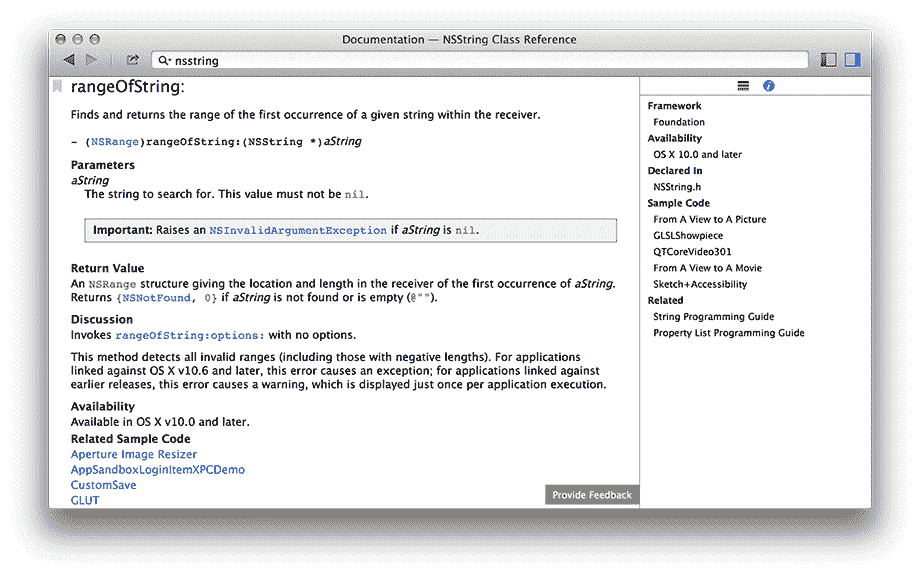 Documentation — NSString Class Reference
nsstring
rangeOfString:
Finds and returns the range of the first occurrence of a given string within the receiver.
- (NSRange)rangeOfString:(NSString *)aString
Parameters
aString
The string to search for. This value must not be nil.
Important: Raises an NSInvalidArgumentException if aString is nil.
Return Value
An NSRange structure giving the location and length in the receiver of the first occurrence of aString.
Returns {NSNotFound, 0} if aString is not found or is empty (@"").
Discussion
Invokes rangeOfString:options: with no options.
This method detects all invalid ranges (including those with negative lengths). For applications
linked against OS X v10.6 and later, this error causes an exception; for applications linked against
earlier releases, this error causes a warning, which is displayed just once per application execution.
Availability
Available in OS X v10.0 and later.
Related Sample Code
Aperture Image Resizer
AppSandboxLoginItemXPCDemo
CustomSave
GLUT
Provide Feedback
Framework
Foundation
Availability
OS X 10.0 and later
Declared In
NSString.h
Sample Code
From A View to A Picture
GLSLShowpiece
QTCoreVideo301
From A View to A Movie
Sketch+Accessibility
Related
String Programming Guide
Property List Programming Guide